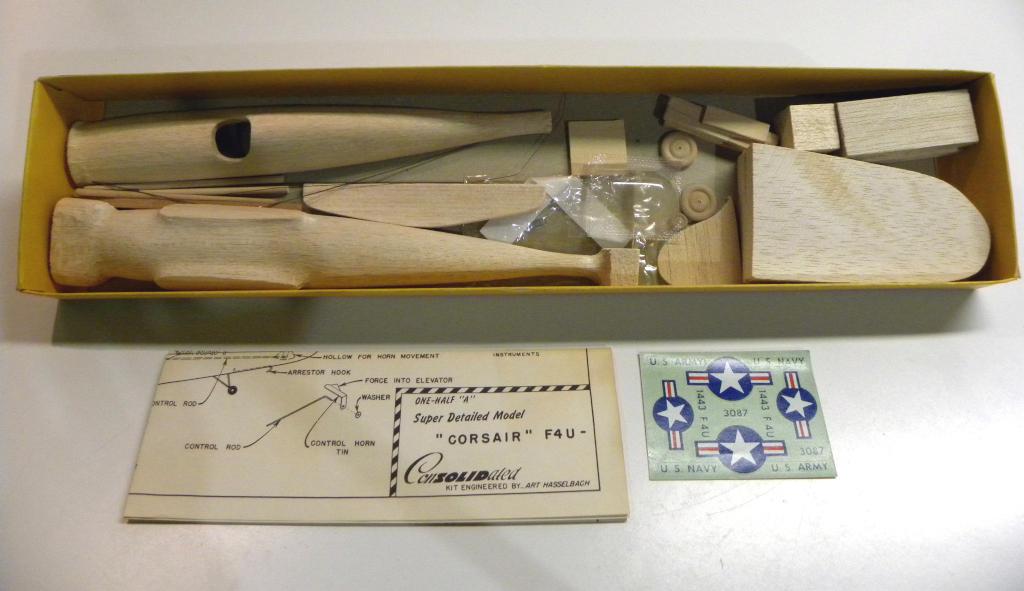 HOLLOW FOR HORN MOVEMENT
INSTRUMENTS
ARRESTOR HOOK
FORCE INTO ELEVATOR
WASHER
ONTROL ROD
CONTROL ROD
CONTROL HORN
TIN
ONE-HALF "A"
Super Detailed Model
"CORSAIR" F4U-
ConSOLIDated
KIT ENGINEERED BY... ART HASSELBACH
U S ARMY
U S NAVY
1443 F4U
3087
1443 F4U
3087
U S NAVY
U S ARMY